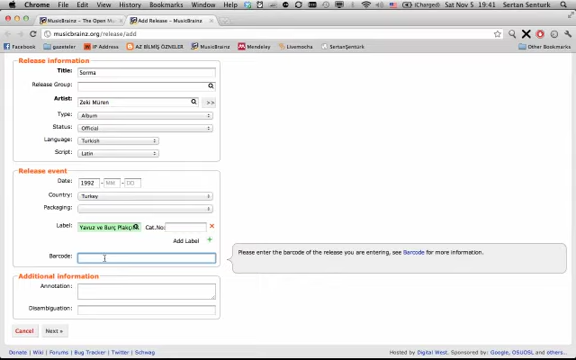 Chrome File Edit View History Bookmarks Window Help (Charged) Sat Nov 5 19:41 Sertan Senturk
MusicBrainz - The Open M Add Release - MusicBrainz
musicbrainz.org/release/add
Facebook gazeteler IP Address AZ BİLMİŞ ÖZNELER MusicBrainz Mendeley Livemocha SertanŞentürk Other Bookmarks
Release information
Title: Sorma
Release Group:
Artist: Zeki Müren >>
Type: Album
Status: Official
Language: Turkish
Script: Latin
Release event
Date: 1992 - MM - DD
Country: Turkey
Packaging:
Label: Yavuz ve Burç Plakçı Cat.No:
Add Label +
Barcode:
Please enter the barcode of the release you are entering, see Barcode for more information.
Additional information
Annotation:
Disambiguation:
Cancel Next »
Donate | Wiki | Forums | Bug Tracker | Twitter | Schwag Hosted by Digital West. Sponsored by: Google, OSUOSL and others...